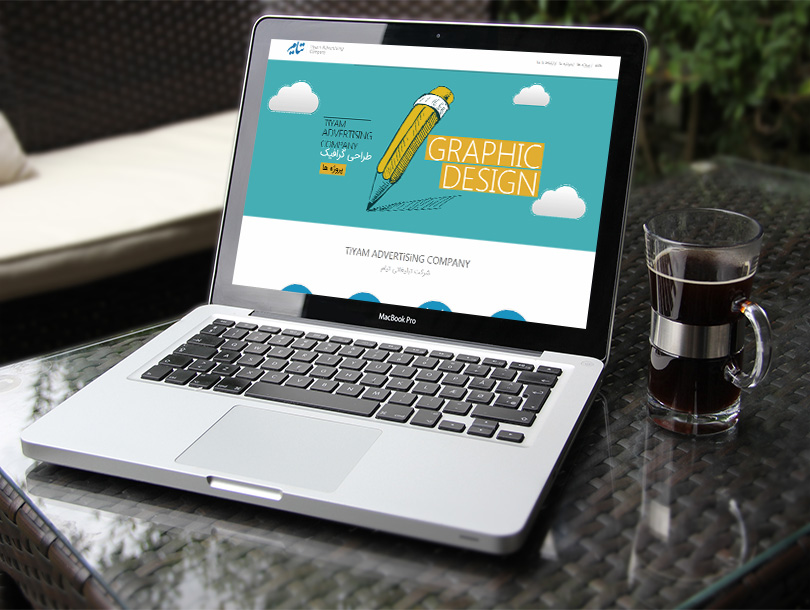 تیام
Tiyam Advertising
Company
TIYAM
ADVERTISING
COMPANY
طراحی گرافیک
پروژه ها
GRAPHIC
DESIGN
TIYAM ADVERTISING COMPANY
شرکت تبلیغاتی تیام
MacBook Pro